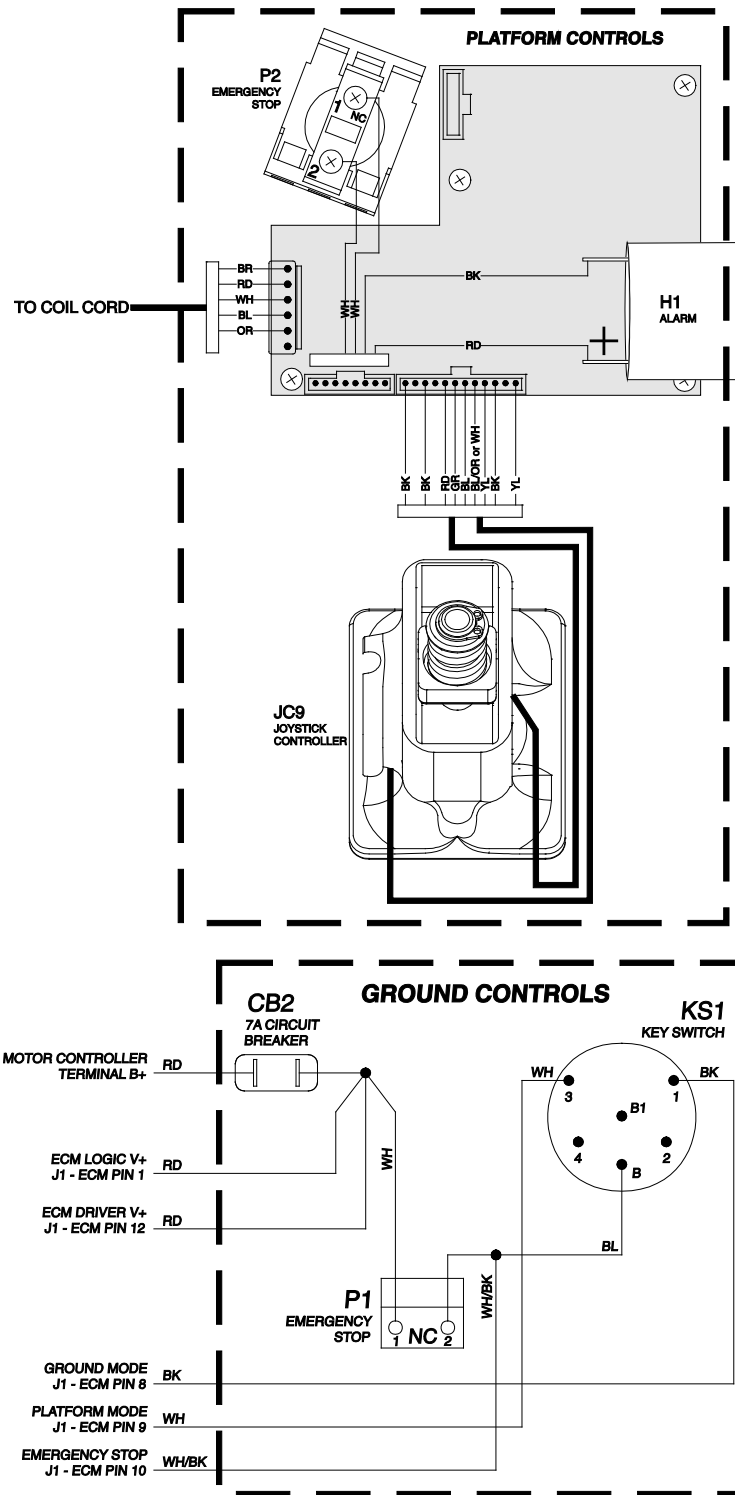 PLATFORM CONTROLS
P2
EMERGENCY
STOP
1
NC
2
BR
RD
WH
BL
OR
TO COIL CORD
WH
WH
BK
RD
H1
ALARM
+
BK
BK
RD
GR
BL
BL/OR or WH
YL
BK
YL
JC9
JOYSTICK
CONTROLLER
GROUND CONTROLS
CB2
7A CIRCUIT
BREAKER
KS1
KEY SWITCH
MOTOR CONTROLLER
TERMINAL B+
RD
WH
3
1
BK
B1
4
2
B
ECM LOGIC V+
J1 - ECM PIN 1
RD
WH
ECM DRIVER V+
J1 - ECM PIN 12
RD
BL
WH/BK
P1
EMERGENCY
STOP
1 NC 2
GROUND MODE
J1 - ECM PIN 8
BK
PLATFORM MODE
J1 - ECM PIN 9
WH
EMERGENCY STOP
J1 - ECM PIN 10
WH/BK